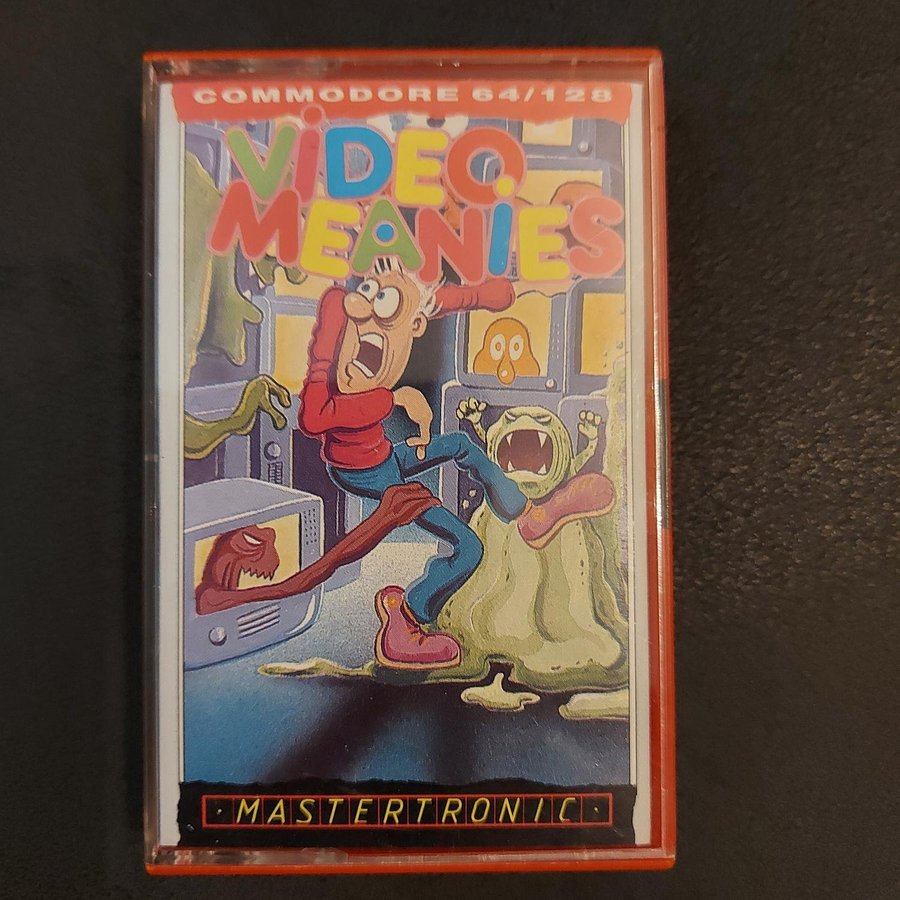 COMMODORE 64/128
ViDEO
MEANiES
· MASTERTRONIC ·